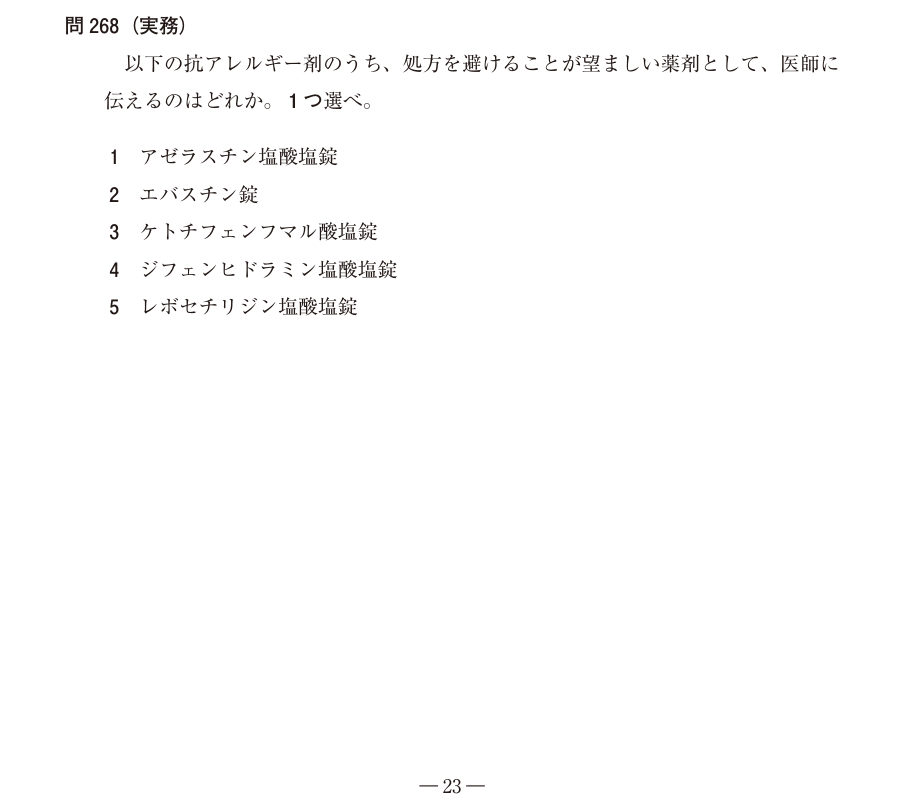 問 268（実務）
以下の抗アレルギー剤のうち、処方を避けることが望ましい薬剤として、医師に
伝えるのはどれか。1つ選べ。
1 アゼラスチン塩酸塩錠
2 エバスチン錠
3 ケトチフェンフマル酸塩錠
4 ジフェンヒドラミン塩酸塩錠
5 レボセチリジン塩酸塩錠
— 23 —